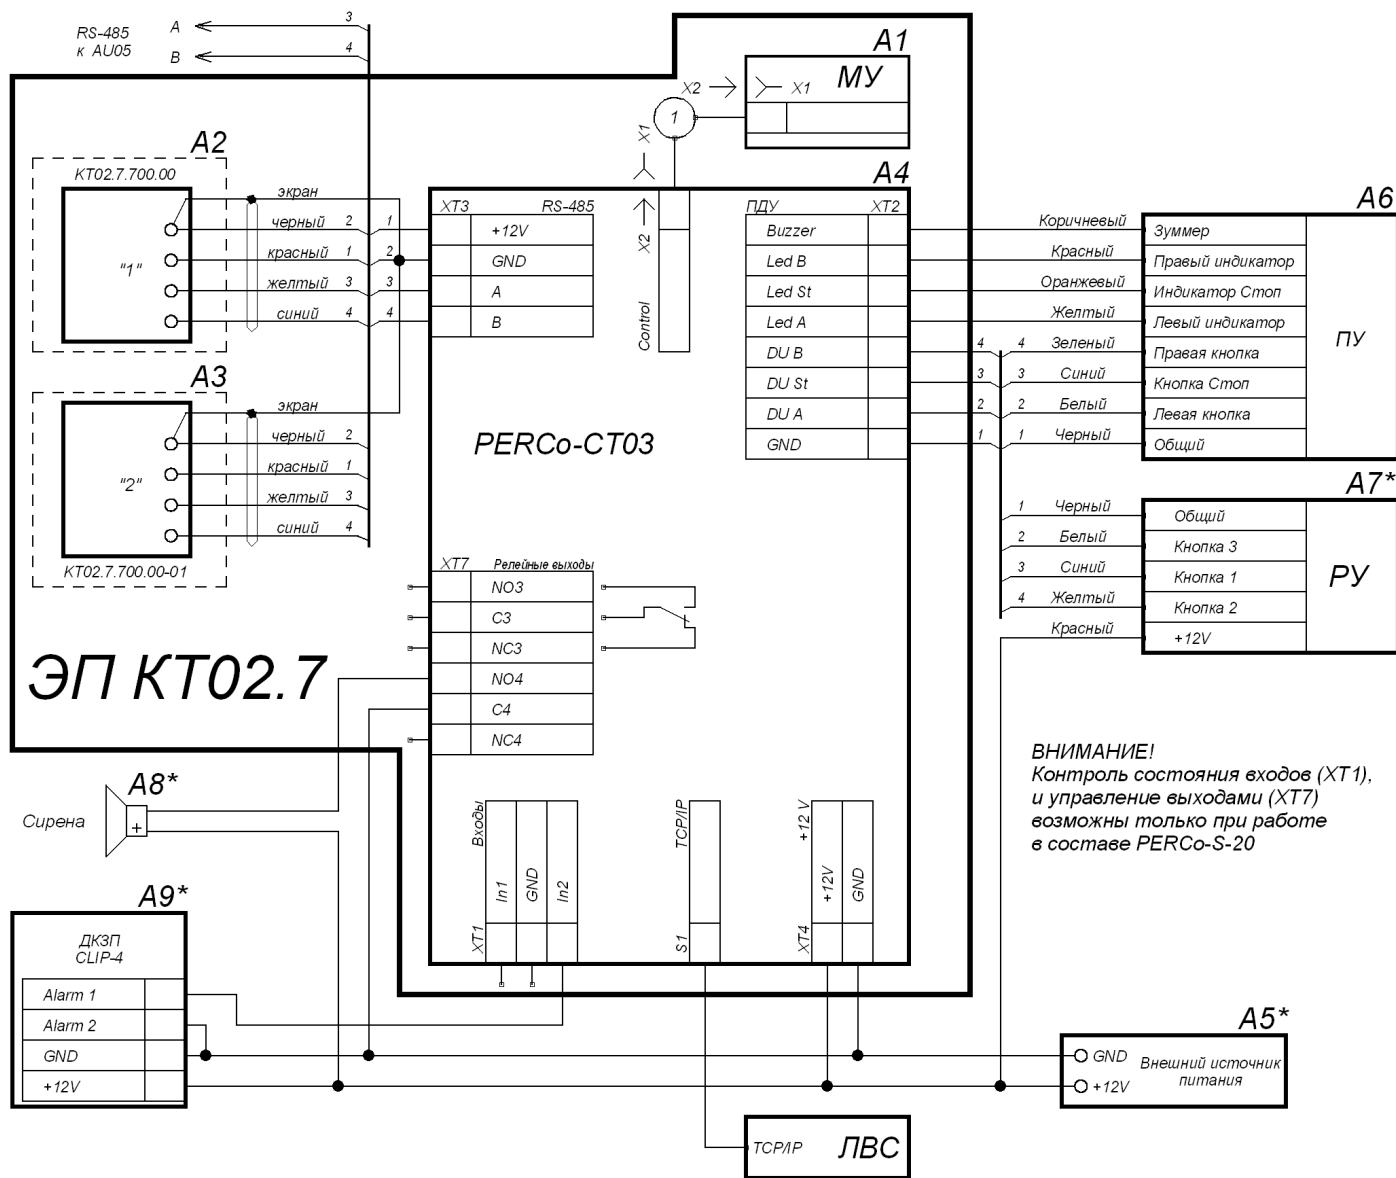 RS-485
к AU05
A
3
B
4
A1
МУ
X2
X1
1
X1
X2
Control
A2
КТ02.7.700.00
"1"
экран
черный 2 1
красный 1 2
желтый 3 3
синий 4 4
A3
"2"
экран
черный 2
красный 1
желтый 3
синий 4
КТ02.7.700.00-01
A4
XT3 RS-485
+12V
GND
A
B
ПДУ XT2
Buzzer
Led B
Led St
Led A
DU B
DU St
DU A
GND
PERCo-CT03
XT7 Релейные выходы
NO3
C3
NC3
NO4
C4
NC4
4
3
2
1
A6
Коричневый Зуммер
Красный Правый индикатор
Оранжевый Индикатор Стоп
Желтый Левый индикатор
4 Зеленый Правая кнопка
3 Синий Кнопка Стоп
2 Белый Левая кнопка
1 Черный Общий
ПУ
A7*
1 Черный Общий
2 Белый Кнопка 3
3 Синий Кнопка 1
4 Желтый Кнопка 2
Красный +12V
РУ
ЭП КТ02.7
ВНИМАНИЕ!
Контроль состояния входов (XT1),
и управление выходами (XT7)
возможны только при работе
в составе PERCo-S-20
A8*
Сирена
+
XT1
Входы
In1
GND
In2
S1
TCP/IP
XT4
+12 V
+12V
GND
A9*
ДКЗП
CLIP-4
Alarm 1
Alarm 2
GND
+12V
A5*
GND
+12V
Внешний источник
питания
TCP/IP ЛВС